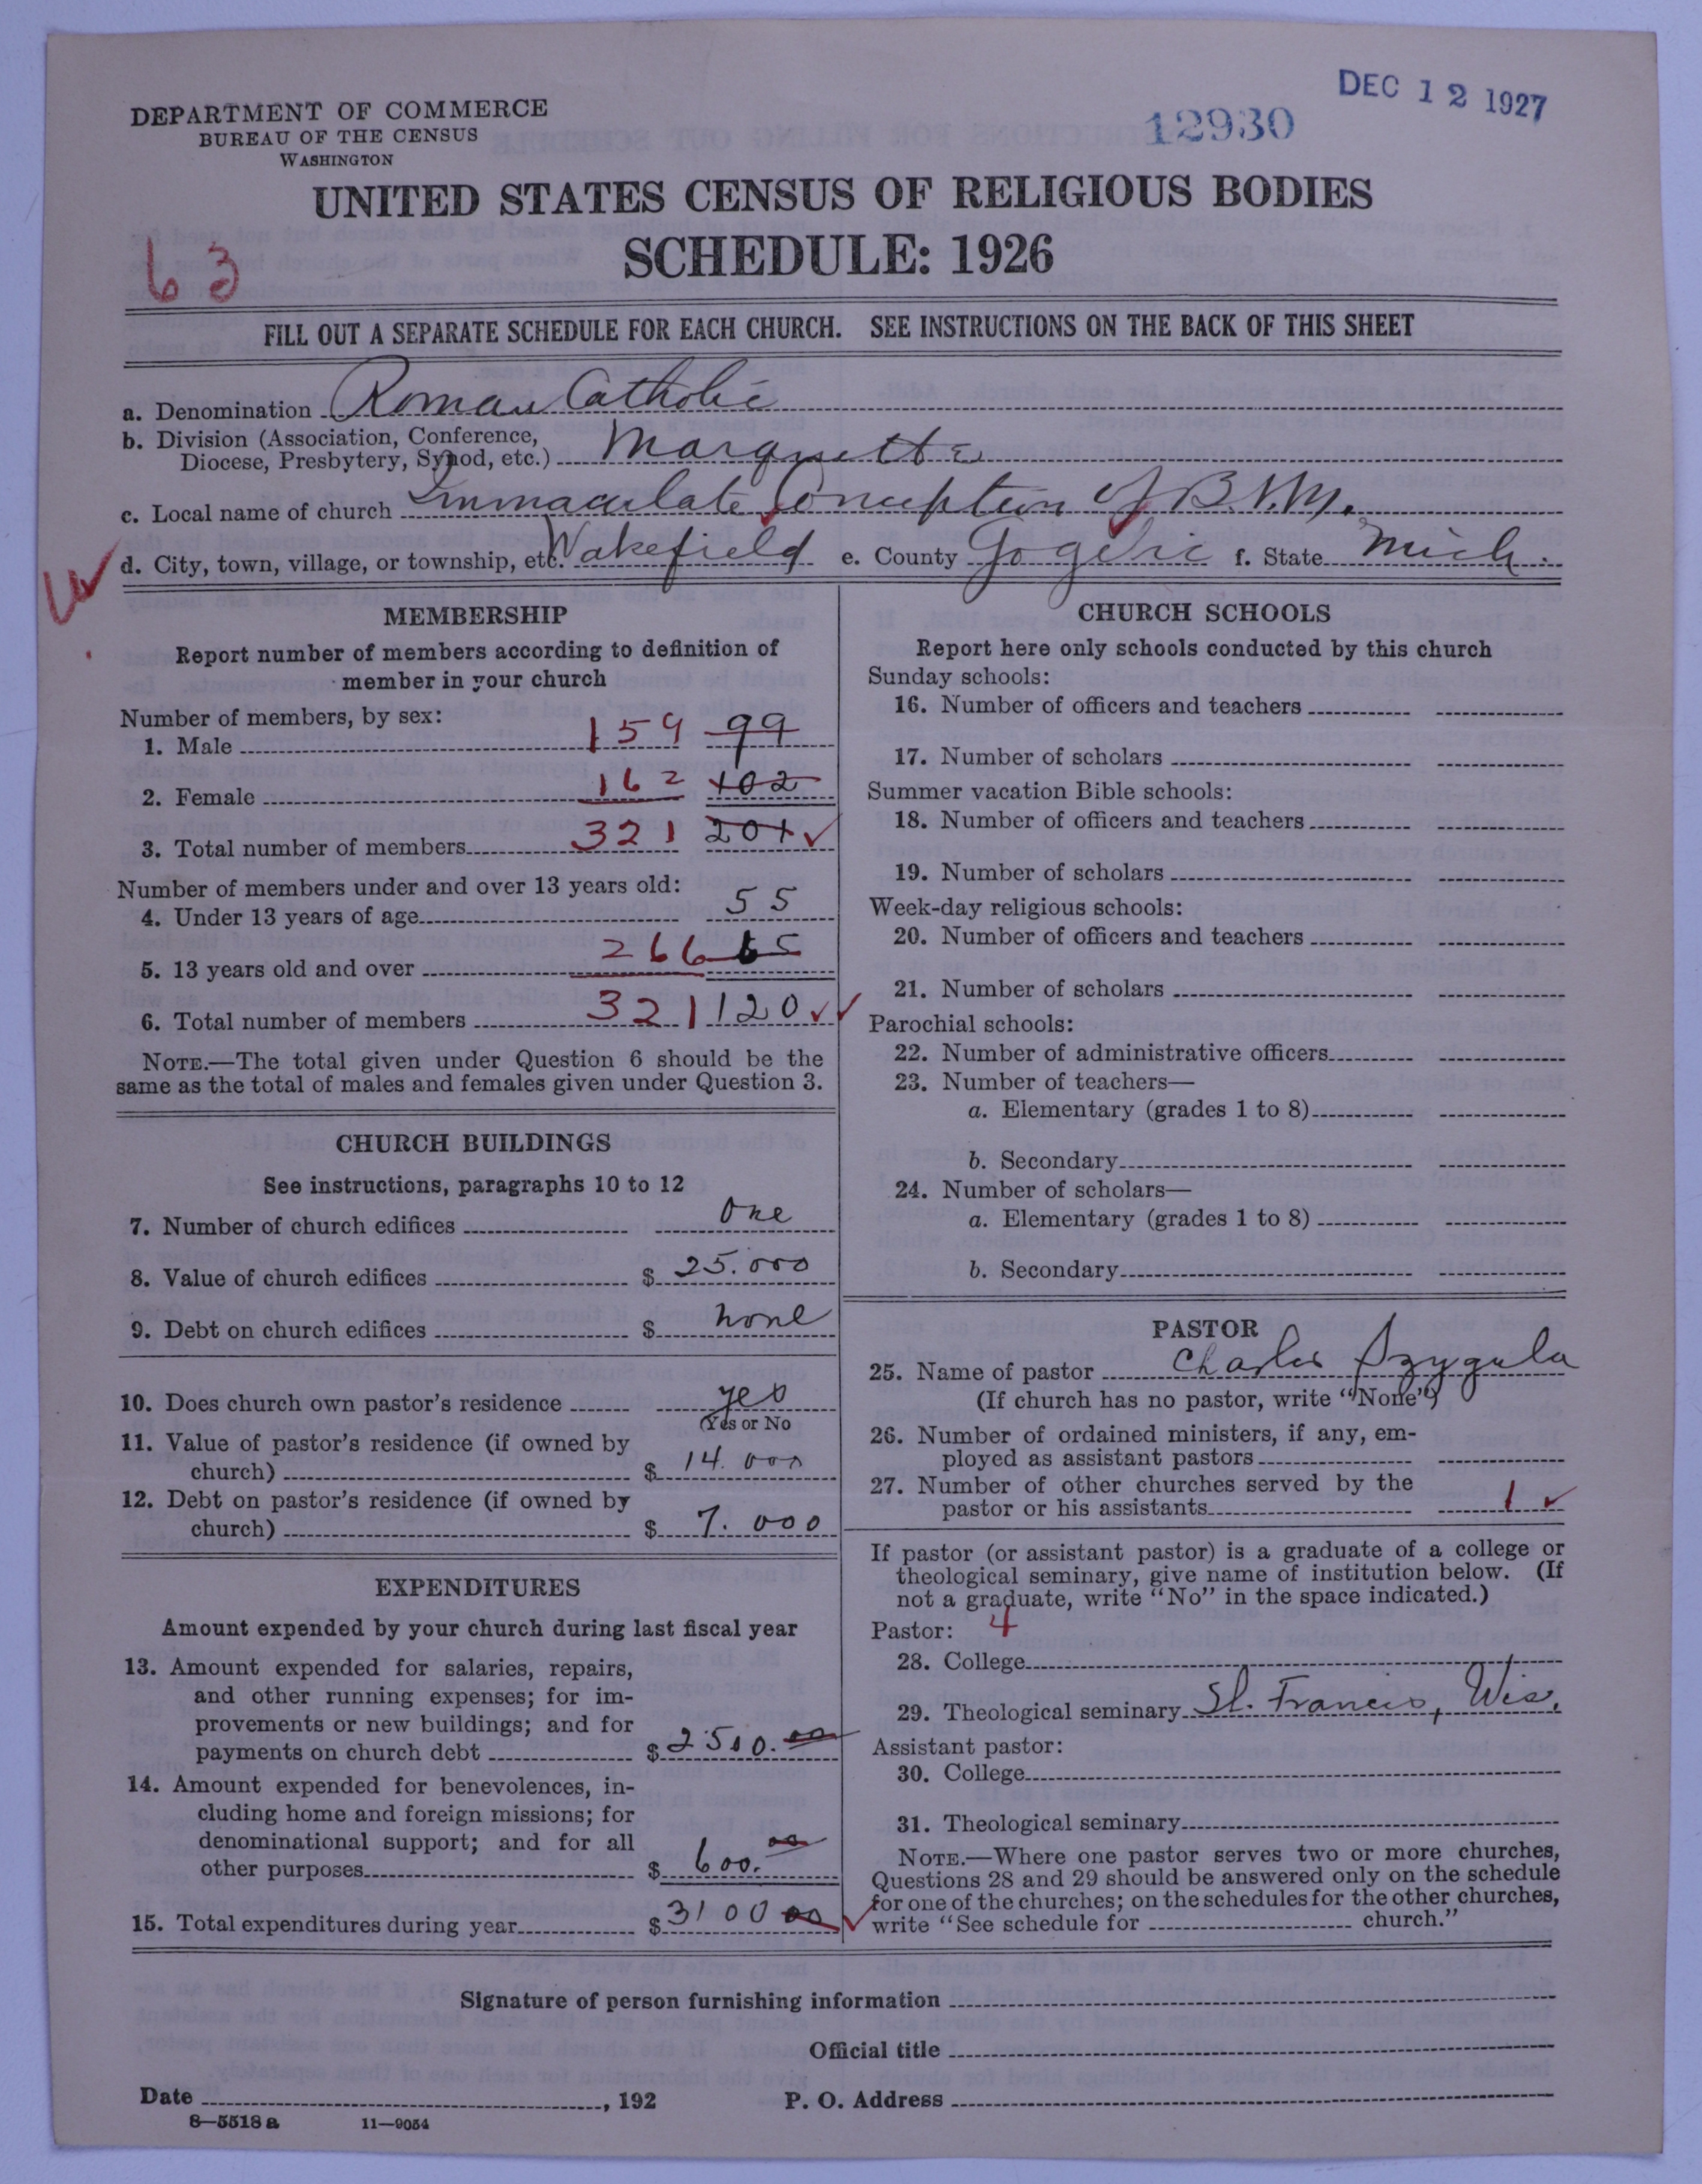 DEC 12 1927
12930
DEPARTMENT OF COMMERCE
BUREAU OF THE CENSUS
WASHINGTON
UNITED STATES CENSUS OF RELIGIOUS BODIES
SCHEDULE: 1926
63
FILL OUT A SEPARATE SCHEDULE FOR EACH CHURCH. SEE INSTRUCTIONS ON THE BACK OF THIS SHEET
a. Denomination Roman Catholic
b. Division (Association, Conference,
Diocese, Presbytery, Synod, etc.) Marquette
c. Local name of church Immaculate Conception of B.V.M.
d. City, town, village, or township, etc. Wakefield e. County Gogebic f. State Mich.
MEMBERSHIP
Report number of members according to definition of
member in your church
Number of members, by sex:
1. Male 159 99
2. Female 162 102
3. Total number of members 321 201
Number of members under and over 13 years old:
4. Under 13 years of age 55
5. 13 years old and over 266 65
6. Total number of members 321 120
NOTE.—The total given under Question 6 should be the
same as the total of males and females given under Question 3.
CHURCH BUILDINGS
See instructions, paragraphs 10 to 12
7. Number of church edifices one
8. Value of church edifices $ 25.000
9. Debt on church edifices $ none
10. Does church own pastor's residence yes
(Yes or No)
11. Value of pastor's residence (if owned by
church) $ 14.000
12. Debt on pastor's residence (if owned by
church) $ 7.000
EXPENDITURES
Amount expended by your church during last fiscal year
13. Amount expended for salaries, repairs,
and other running expenses; for im-
provements or new buildings; and for
payments on church debt $ 2500.00
14. Amount expended for benevolences, in-
cluding home and foreign missions; for
denominational support; and for all
other purposes $ 600.00
15. Total expenditures during year $ 3100 00
CHURCH SCHOOLS
Report here only schools conducted by this church
Sunday schools:
16. Number of officers and teachers
17. Number of scholars
Summer vacation Bible schools:
18. Number of officers and teachers
19. Number of scholars
Week-day religious schools:
20. Number of officers and teachers
21. Number of scholars
Parochial schools:
22. Number of administrative officers
23. Number of teachers—
a. Elementary (grades 1 to 8)
b. Secondary
24. Number of scholars—
a. Elementary (grades 1 to 8)
b. Secondary
PASTOR
25. Name of pastor Charles Szygula
(If church has no pastor, write "None")
26. Number of ordained ministers, if any, em-
ployed as assistant pastors
27. Number of other churches served by the
pastor or his assistants 1
If pastor (or assistant pastor) is a graduate of a college or
theological seminary, give name of institution below. (If
not a graduate, write "No" in the space indicated.)
Pastor: 4
28. College
29. Theological seminary St. Francis, Wis.
Assistant pastor:
30. College
31. Theological seminary
NOTE.—Where one pastor serves two or more churches,
Questions 28 and 29 should be answered only on the schedule
for one of the churches; on the schedules for the other churches,
write "See schedule for church."
Signature of person furnishing information
Official title
Date , 192 P. O. Address
8—5518 a 11—9054